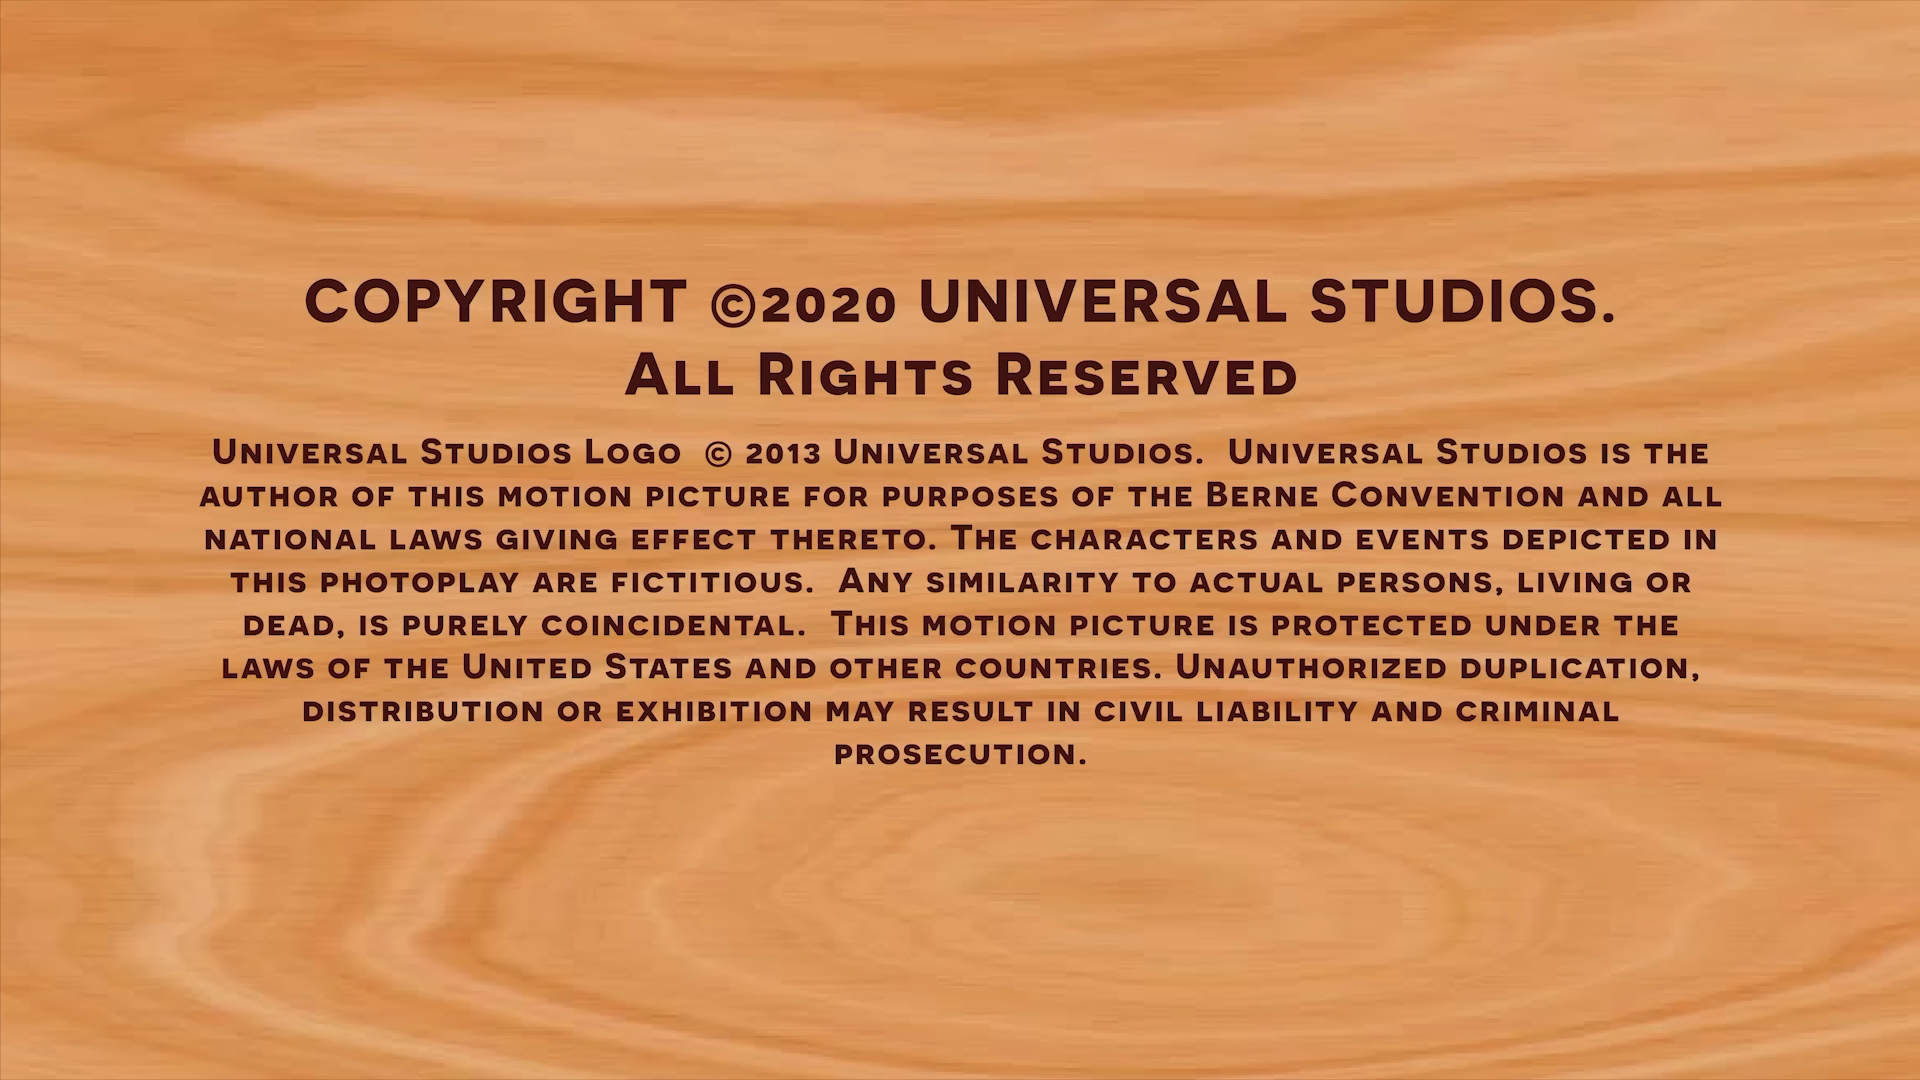 COPYRIGHT ©2020 UNIVERSAL STUDIOS.
All Rights Reserved
Universal Studios Logo © 2013 Universal Studios. Universal Studios is the
author of this motion picture for purposes of the Berne Convention and all
national laws giving effect thereto. The characters and events depicted in
this photoplay are fictitious. Any similarity to actual persons, living or
dead, is purely coincidental. This motion picture is protected under the
laws of the United States and other countries. Unauthorized duplication,
distribution or exhibition may result in civil liability and criminal
prosecution.